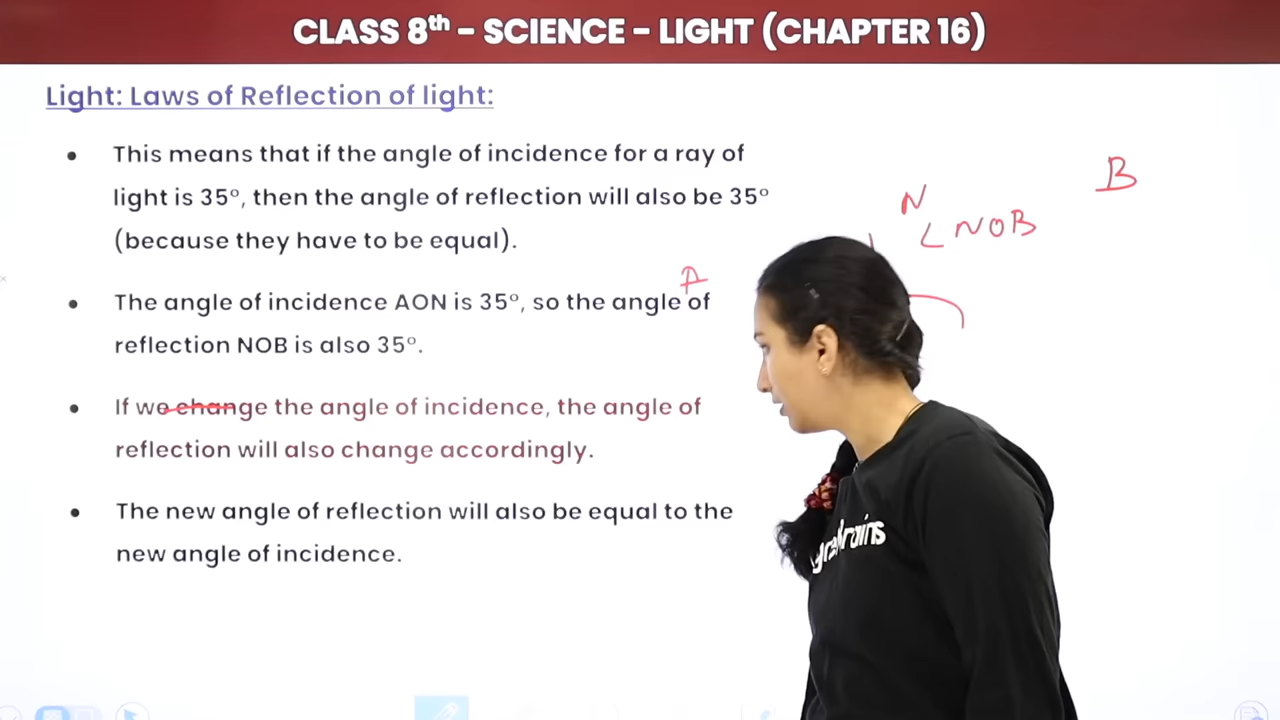 CLASS 8th – SCIENCE – LIGHT (CHAPTER 16)
Light: Laws of Reflection of light:
• This means that if the angle of incidence for a ray of
light is 35°, then the angle of reflection will also be 35°
(because they have to be equal).
• The angle of incidence AON is 35°, so the angle of
reflection NOB is also 35°.
• If we change the angle of incidence, the angle of
reflection will also change accordingly.
• The new angle of reflection will also be equal to the
new angle of incidence.
A
N
B
<NOB